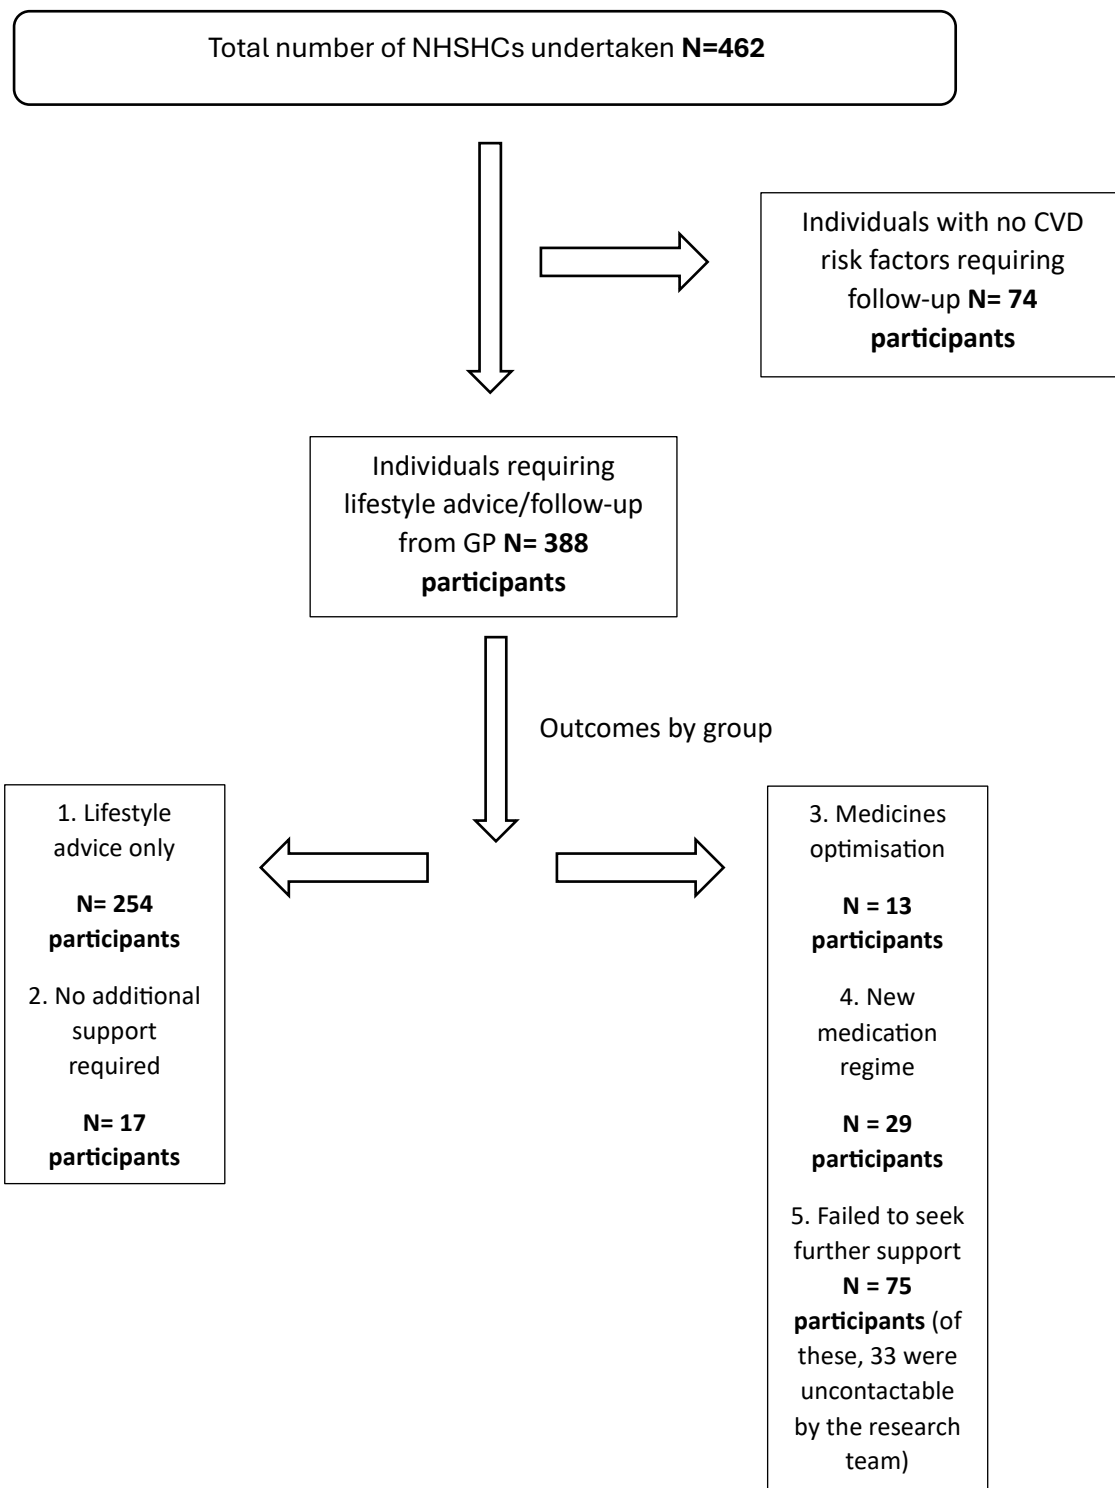 Total number of NHSHCs undertaken N=462
Individuals with no CVD
risk factors requiring
follow-up N= 74
participants
Individuals requiring
lifestyle advice/follow-up
from GP N= 388
participants
Outcomes by group
1. Lifestyle
advice only
N= 254
participants
2. No additional
support
required
N= 17
participants
3. Medicines
optimisation
N = 13
participants
4. New
medication
regime
N = 29
participants
5. Failed to seek
further support
N = 75
participants (of
these, 33 were
uncontactable
by the research
team)